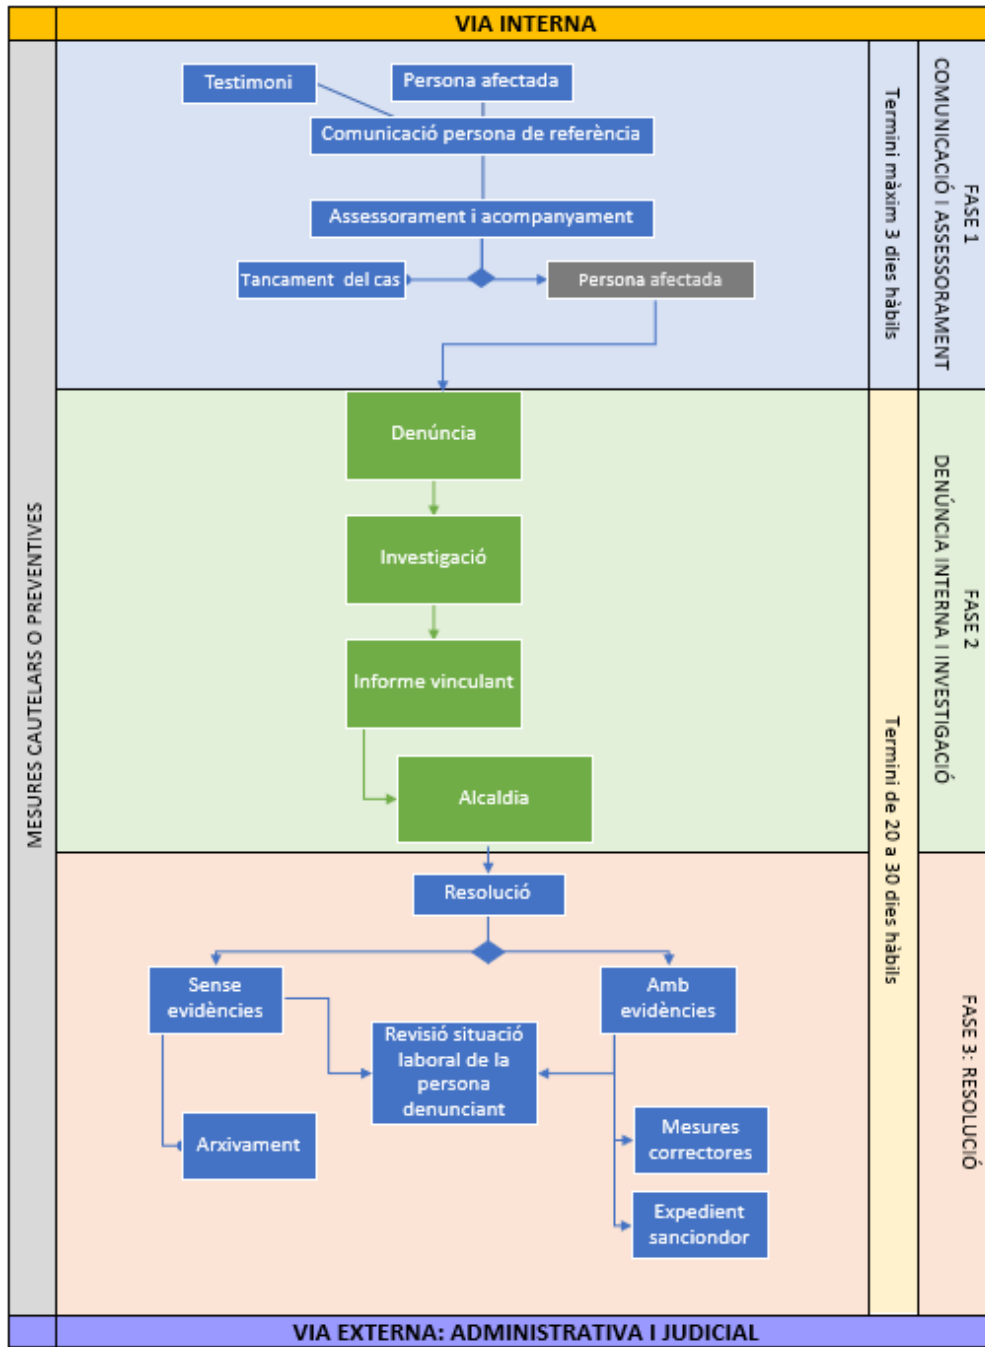 VIA INTERNA
MESURES CAUTELARS O PREVENTIVES
Testimoni
Persona afectada
Comunicació persona de referència
Assessorament i acompanyament
Tancament del cas
Persona afectada
Termini màxim 3 dies hàbils
FASE 1
COMUNICACIÓ I ASSESSORAMENT
Denúncia
Investigació
Informe vinculant
Alcaldia
Termini de 20 a 30 dies hàbils
FASE 2
DENÚNCIA INTERNA I INVESTIGACIÓ
Resolució
Sense
evidències
Amb
evidències
Revisió situació
laboral de la
persona
denunciant
Arxivament
Mesures
correctores
Expedient
sanciondor
FASE 3: RESOLUCIÓ
VIA EXTERNA: ADMINISTRATIVA I JUDICIAL